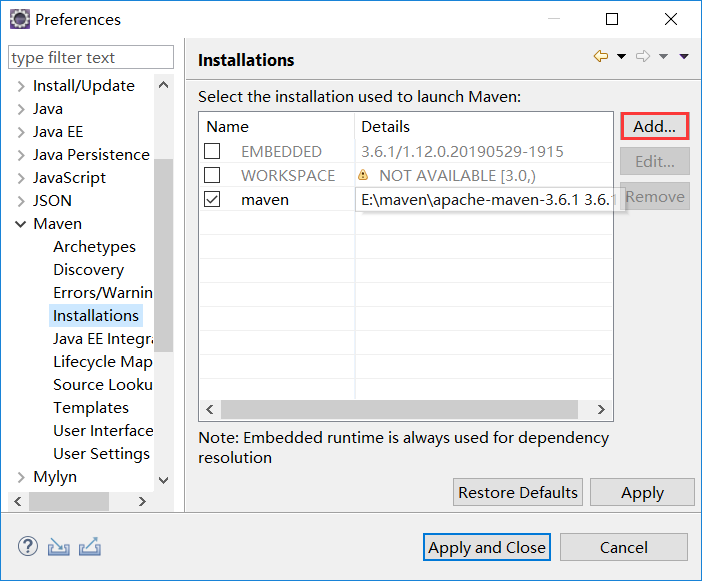 Preferences
type filter text
Install/Update
Java
Java EE
Java Persistence
JavaScript
JSON
Maven
Archetypes
Discovery
Errors/Warnin
Installations
Java EE Integra
Lifecycle Map
Source Looku
Templates
User Interface
User Settings
Mylyn
Installations
Select the installation used to launch Maven:
Name Details
EMBEDDED 3.6.1/1.12.0.20190529-1915
WORKSPACE NOT AVAILABLE [3.0,)
maven E:\maven\apache-maven-3.6.1 3.6.1
Add...
Edit...
Remove
Note: Embedded runtime is always used for dependency
resolution
Restore Defaults Apply
Apply and Close Cancel